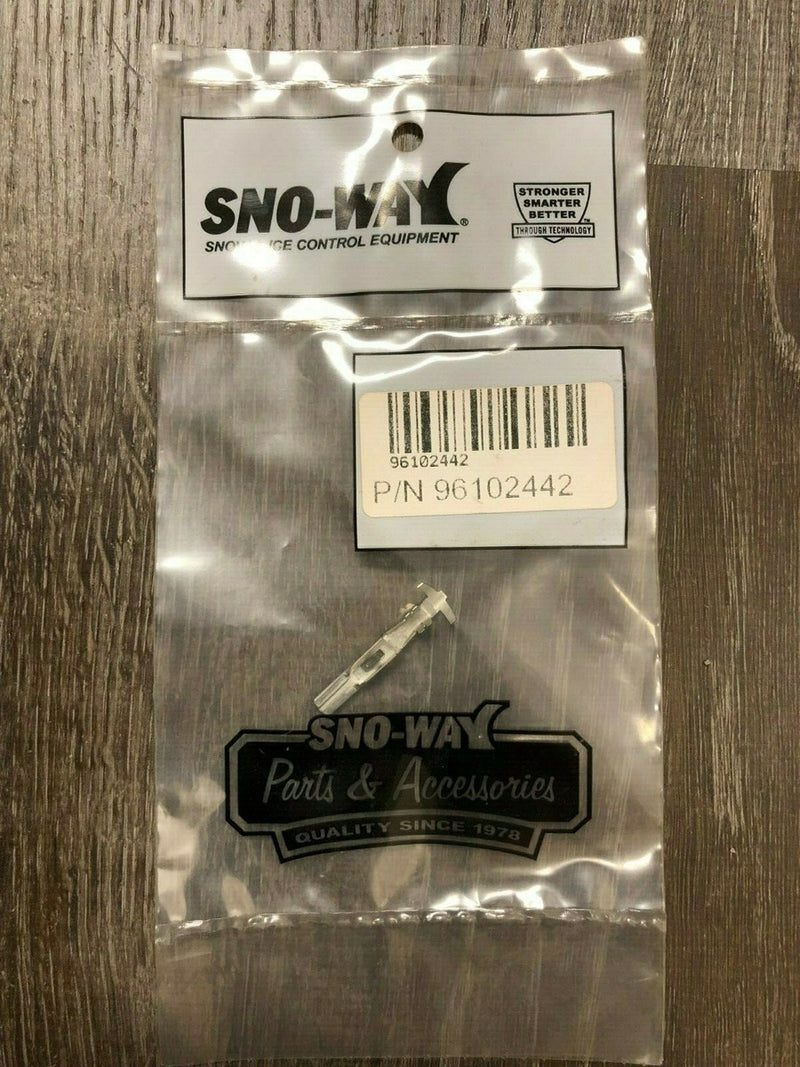 SNO-WAY®
SNOW & ICE CONTROL EQUIPMENT
STRONGER
SMARTER
BETTER™
THROUGH TECHNOLOGY
96102442
P/N 96102442
SNO-WAY
Parts & Accessories
QUALITY SINCE 1978